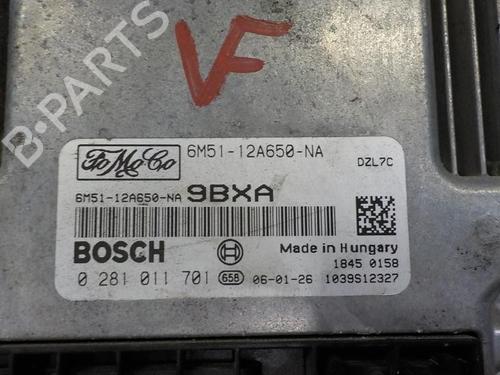 VF
B-PARTS
FoMoCo
6M51-12A650-NA
DZL7C
6M51-12A650-NA 9BXA
BOSCH
Made in Hungary
1845 0158
0 281 011 701 658 06-01-26 1039S12327